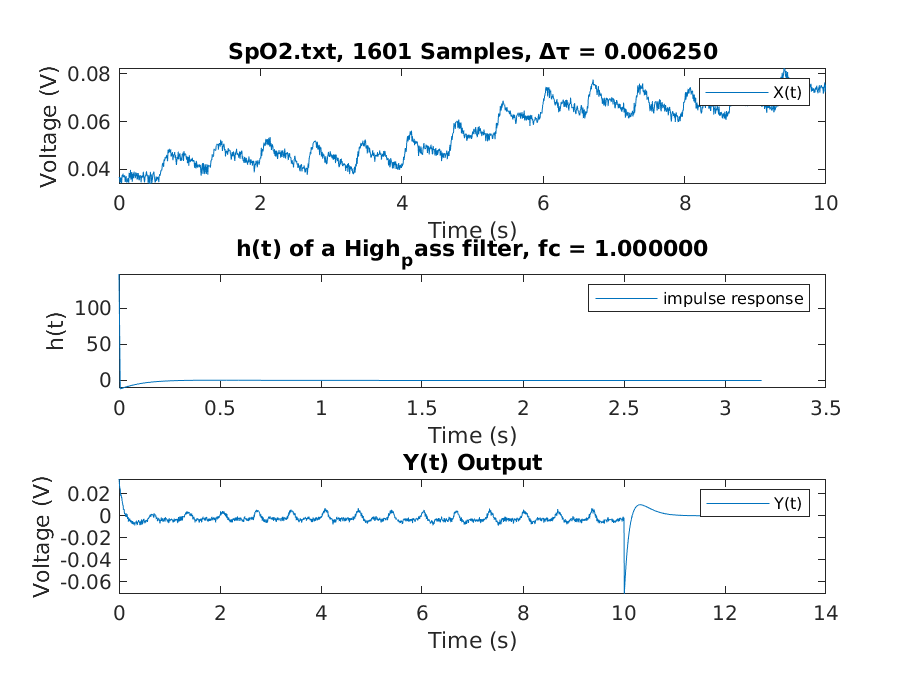 SpO2.txt, 1601 Samples, Δτ = 0.006250
Voltage (V)
0.08
0.06
0.04
X(t)
0 2 4 6 8 10
Time (s)
h(t) of a High_pass filter, fc = 1.000000
h(t)
100
50
0
impulse response
0 0.5 1 1.5 2 2.5 3 3.5
Time (s)
Y(t) Output
Voltage (V)
0.02
0
-0.02
-0.04
-0.06
Y(t)
0 2 4 6 8 10 12 14
Time (s)